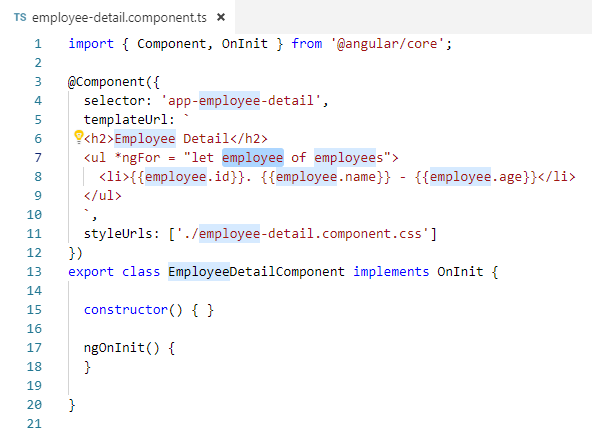 TS employee-detail.component.ts ×
1 import { Component, OnInit } from '@angular/core';
2
3 @Component({
4   selector: 'app-employee-detail',
5   templateUrl: `
6   <h2>Employee Detail</h2>
7   <ul *ngFor = "let employee of employees">
8     <li>{{employee.id}}. {{employee.name}} - {{employee.age}}</li>
9   </ul>
10   `,
11   styleUrls: ['./employee-detail.component.css']
12 })
13 export class EmployeeDetailComponent implements OnInit {
14
15   constructor() { }
16
17   ngOnInit() {
18   }
19
20 }
21